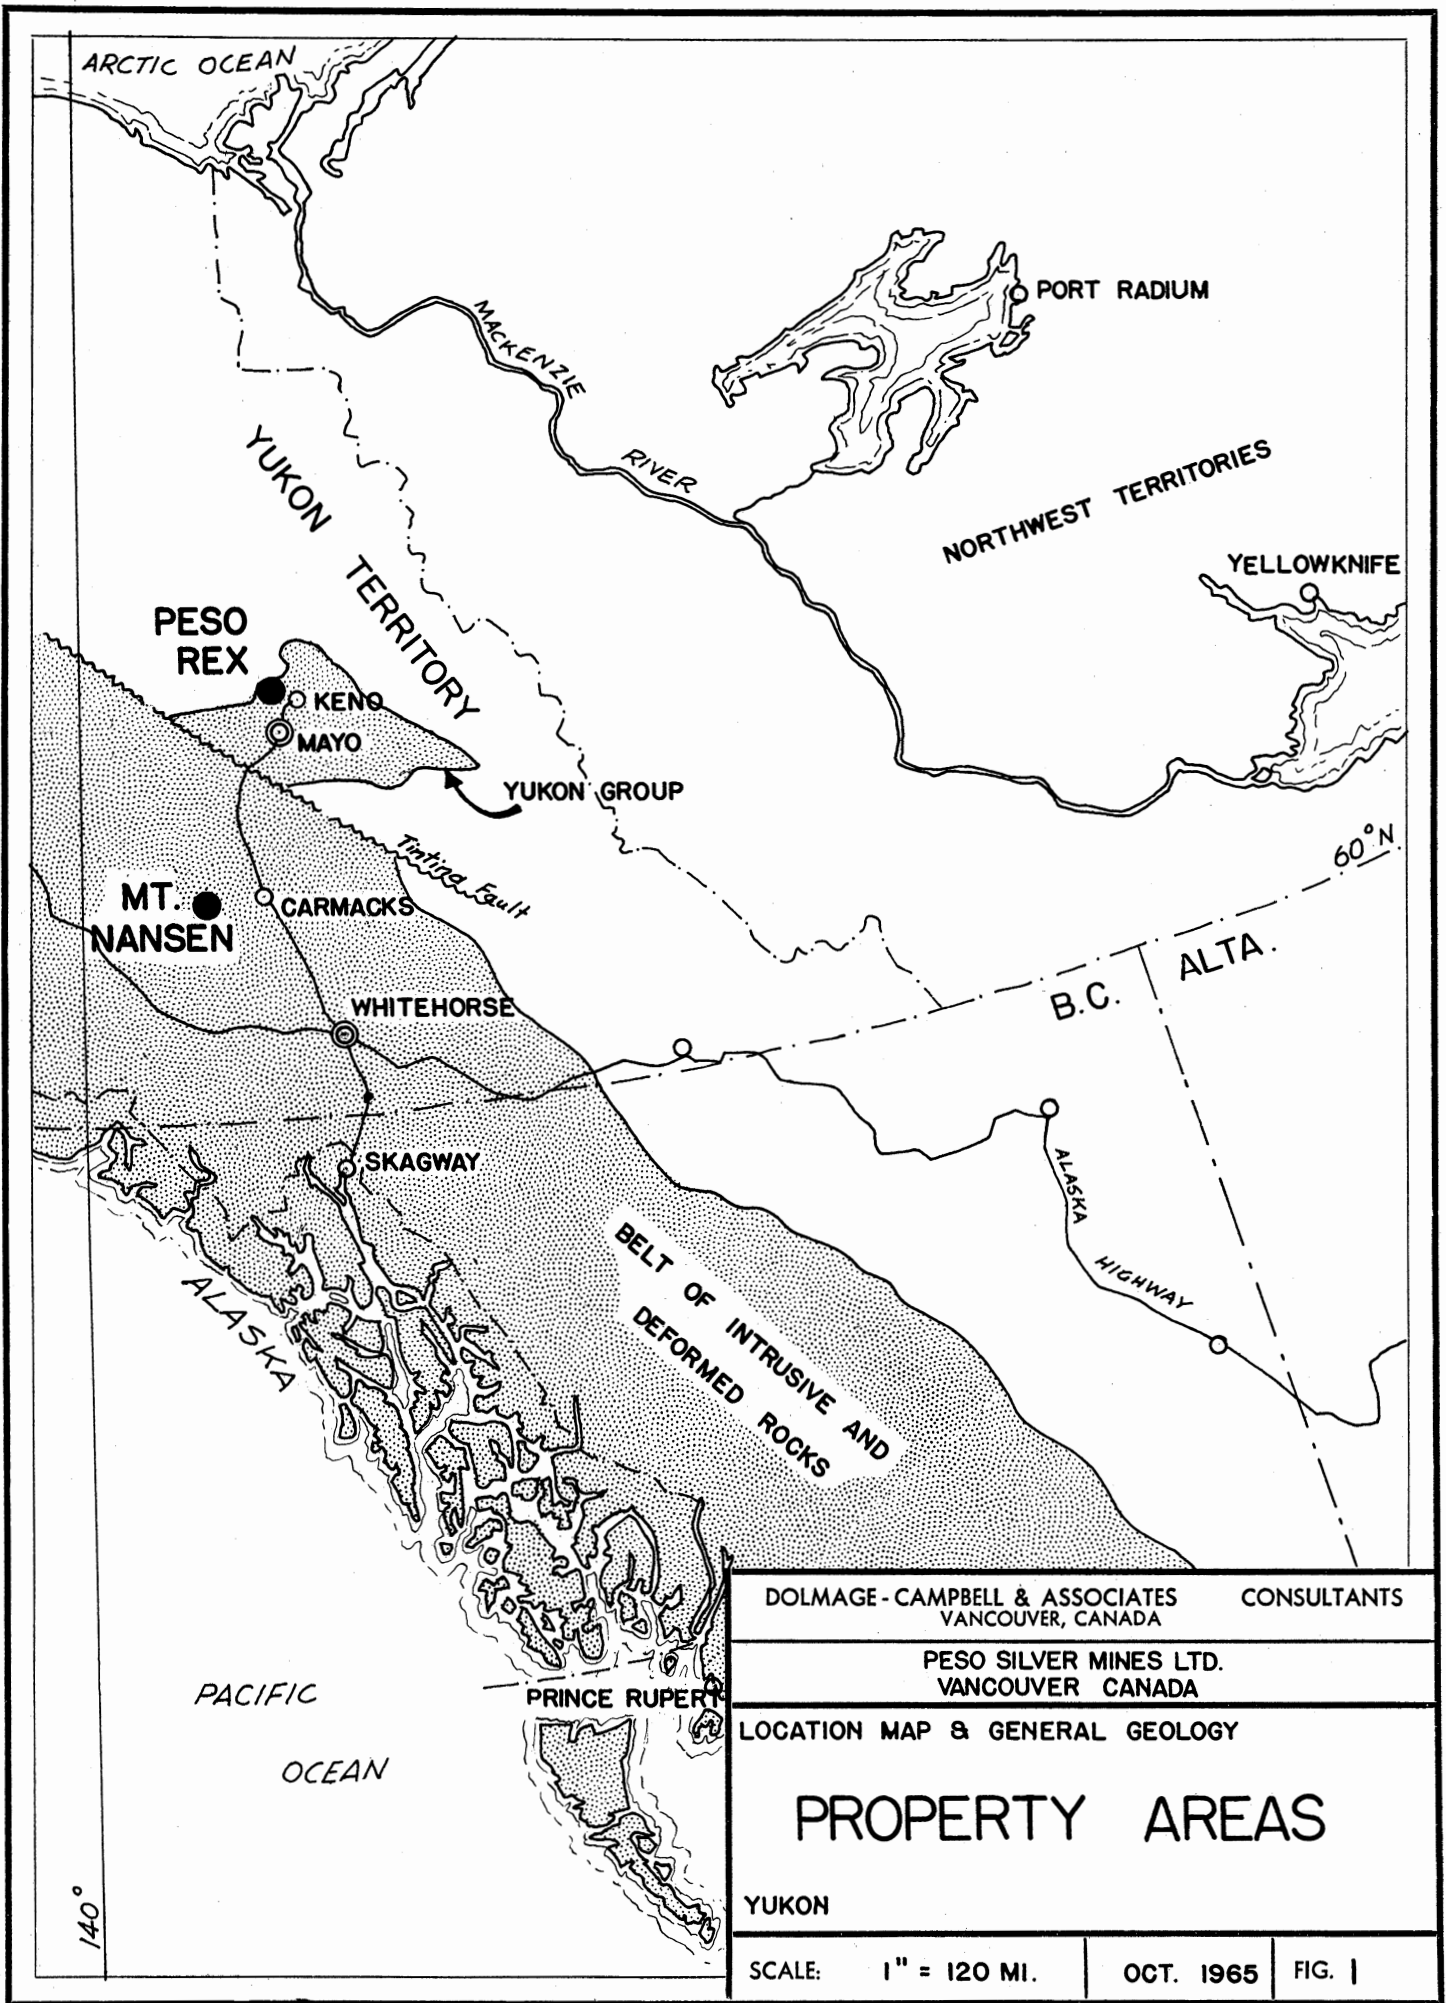 ARCTIC OCEAN
PORT RADIUM
MACKENZIE
RIVER
NORTHWEST TERRITORIES
YELLOWKNIFE
YUKON
TERRITORY
PESO
REX
KENO
MAYO
YUKON GROUP
Tintina Fault
60°N
MT.
NANSEN
CARMACKS
ALTA.
B.C.
WHITEHORSE
SKAGWAY
ALASKA
HIGHWAY
BELT OF INTRUSIVE AND
DEFORMED ROCKS
ALASKA
PACIFIC
OCEAN
PRINCE RUPERT
140°
DOLMAGE - CAMPBELL & ASSOCIATES CONSULTANTS
VANCOUVER, CANADA
PESO SILVER MINES LTD.
VANCOUVER CANADA
LOCATION MAP & GENERAL GEOLOGY
PROPERTY AREAS
YUKON
SCALE: 1" = 120 MI. OCT. 1965 FIG. 1